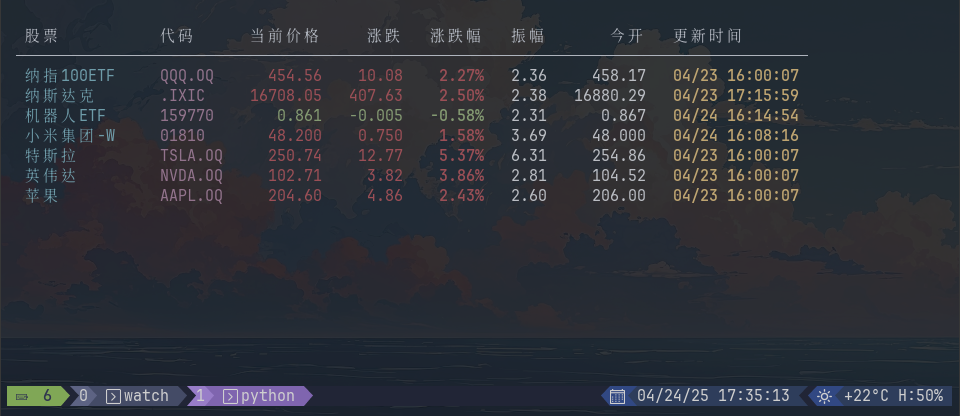 股票 代码 当前价格 涨跌 涨跌幅 振幅 今开 更新时间
纳指100ETF QQQ.OQ 454.56 10.08 2.27% 2.36 458.17 04/23 16:00:07
纳斯达克 .IXIC 16708.05 407.63 2.50% 2.38 16880.29 04/23 17:15:59
机器人ETF 159770 0.861 -0.005 -0.58% 2.31 0.867 04/24 16:14:54
小米集团-W 01810 48.200 0.750 1.58% 3.69 48.000 04/24 16:08:16
特斯拉 TSLA.OQ 250.74 12.77 5.37% 6.31 254.86 04/23 16:00:07
英伟达 NVDA.OQ 102.71 3.82 3.86% 2.81 104.52 04/23 16:00:07
苹果 AAPL.OQ 204.60 4.86 2.43% 2.60 206.00 04/23 16:00:07
6 0 watch 1 python 04/24/25 17:35:13 +22°C H:50%